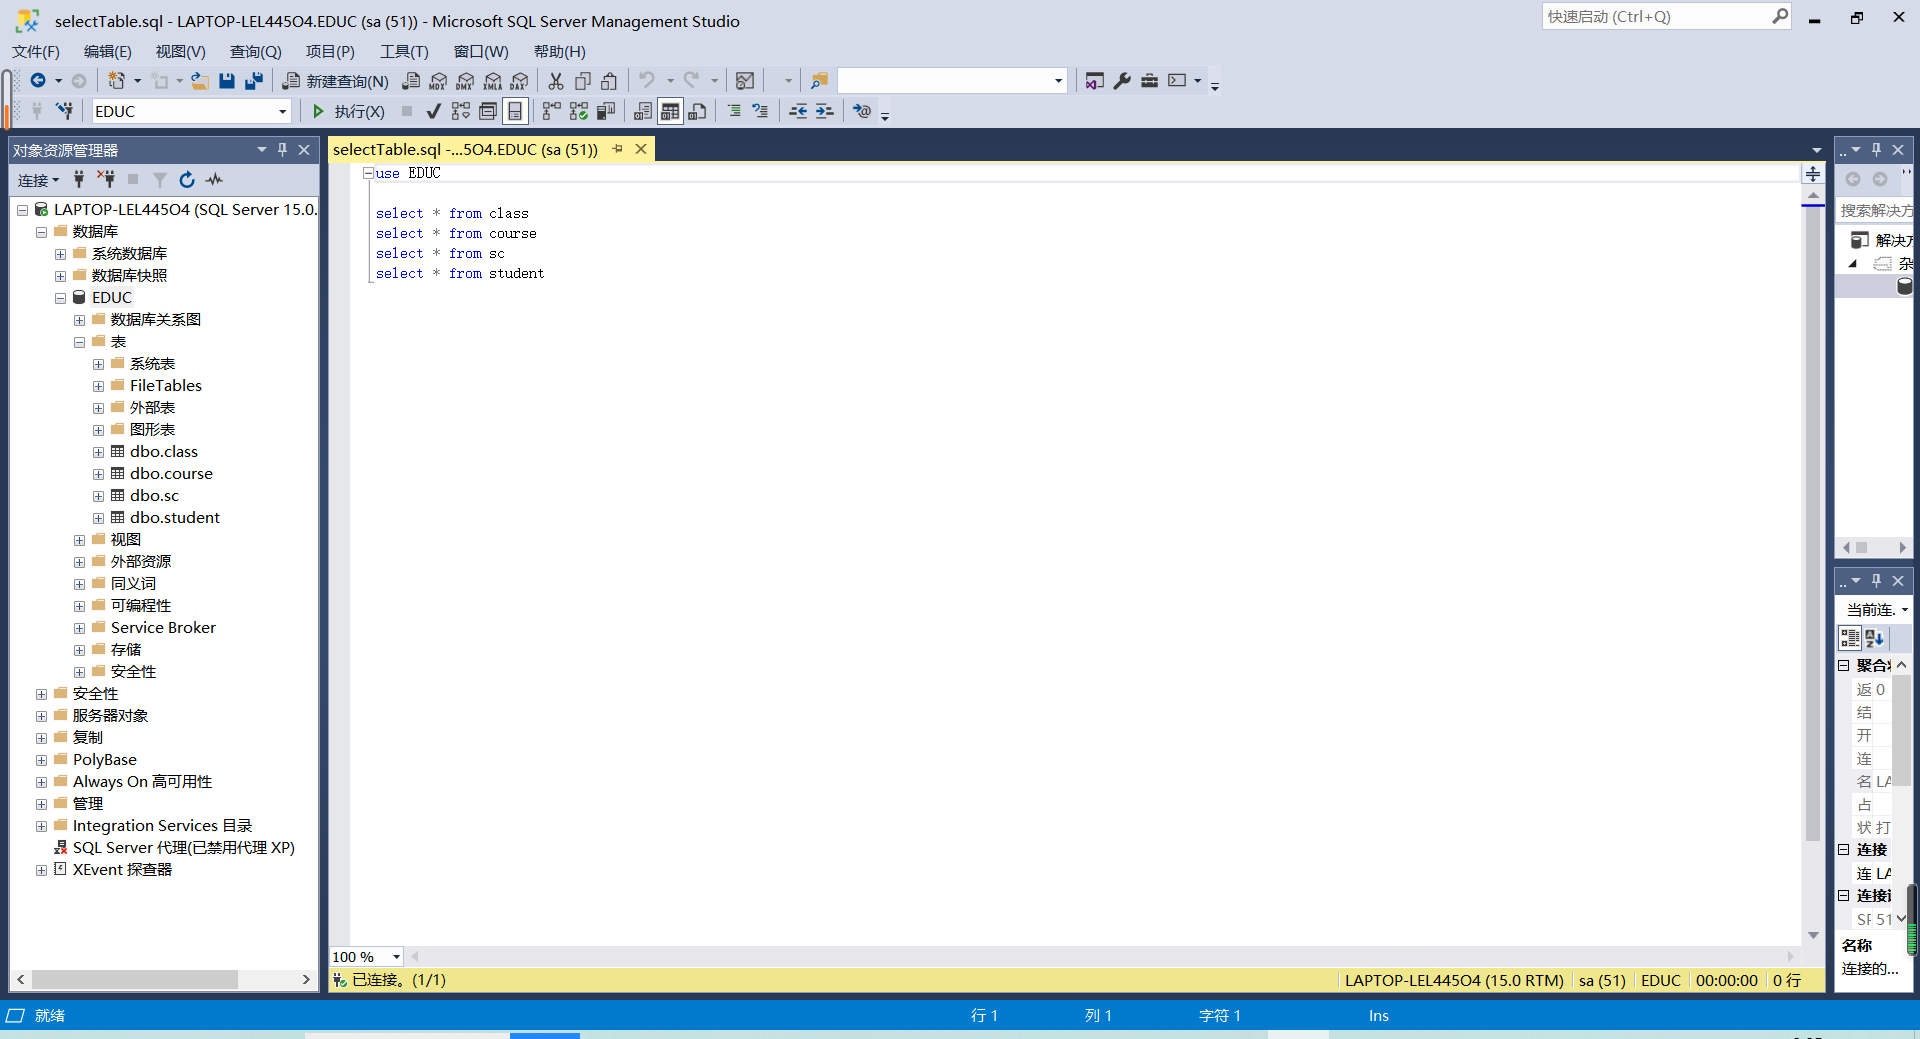 selectTable.sql - LAPTOP-LEL445O4.EDUC (sa (51)) - Microsoft SQL Server Management Studio
快速启动 (Ctrl+Q)
文件(F) 编辑(E) 视图(V) 查询(Q) 项目(P) 工具(T) 窗口(W) 帮助(H)
新建查询(N) MDX DMX XMLA DAX
EDUC 执行(X)
对象资源管理器
连接
LAPTOP-LEL445O4 (SQL Server 15.0.
数据库
系统数据库
数据库快照
EDUC
数据库关系图
表
系统表
FileTables
外部表
图形表
dbo.class
dbo.course
dbo.sc
dbo.student
视图
外部资源
同义词
可编程性
Service Broker
存储
安全性
安全性
服务器对象
复制
PolyBase
Always On 高可用性
管理
Integration Services 目录
SQL Server 代理(已禁用代理 XP)
XEvent 探查器
selectTable.sql -...5O4.EDUC (sa (51))
use EDUC
select * from class
select * from course
select * from sc
select * from student
100 %
已连接。(1/1)
LAPTOP-LEL445O4 (15.0 RTM) sa (51) EDUC 00:00:00 0 行
..
搜索解决方
解决方
杂
..
当前连.
聚合
返 0
结
开
连
名 LA
占
状 打
连接
连 LA
连接
SF 51
名称
连接的...
就绪 行 1 列 1 字符 1 Ins